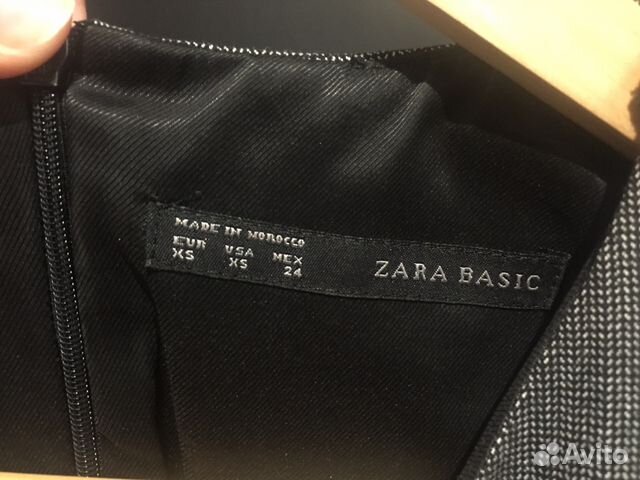 MADE IN MOROCCO
EUR USA MEX
XS XS 24
ZARA BASIC
Avito